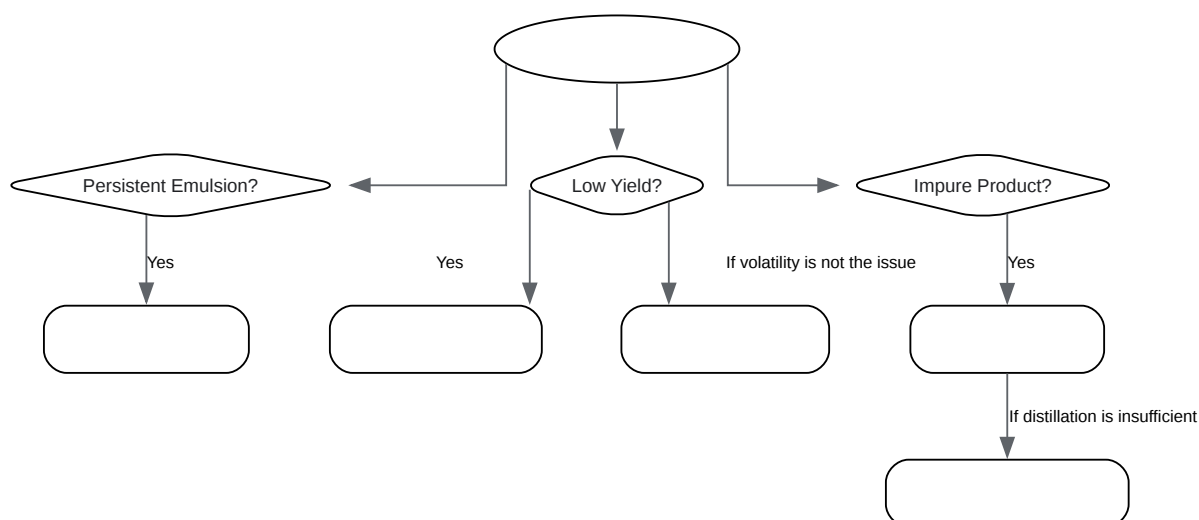 Persistent Emulsion?
Low Yield?
Impure Product?
Yes
Yes
If volatility is not the issue
Yes
If distillation is insufficient